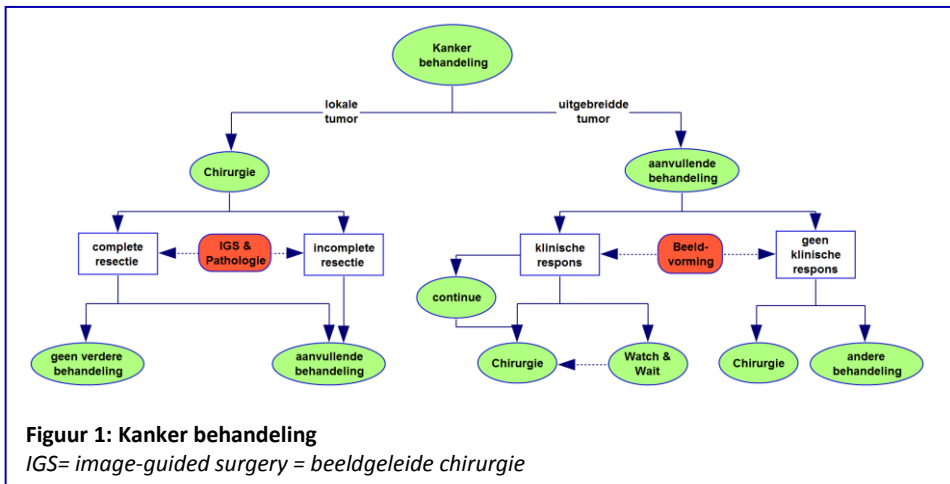 Kanker
behandeling
lokale
tumor
uitgebreidde
tumor
Chirurgie
aanvullende
behandeling
complete
resectie
IGS &
Pathologie
incomplete
resectie
klinische
respons
Beeld-
vorming
geen
klinische
respons
continue
geen verdere
behandeling
aanvullende
behandeling
Chirurgie
Watch &
Wait
Chirurgie
andere
behandeling
Figuur 1: Kanker behandeling
IGS= image-guided surgery = beeldgeleide chirurgie